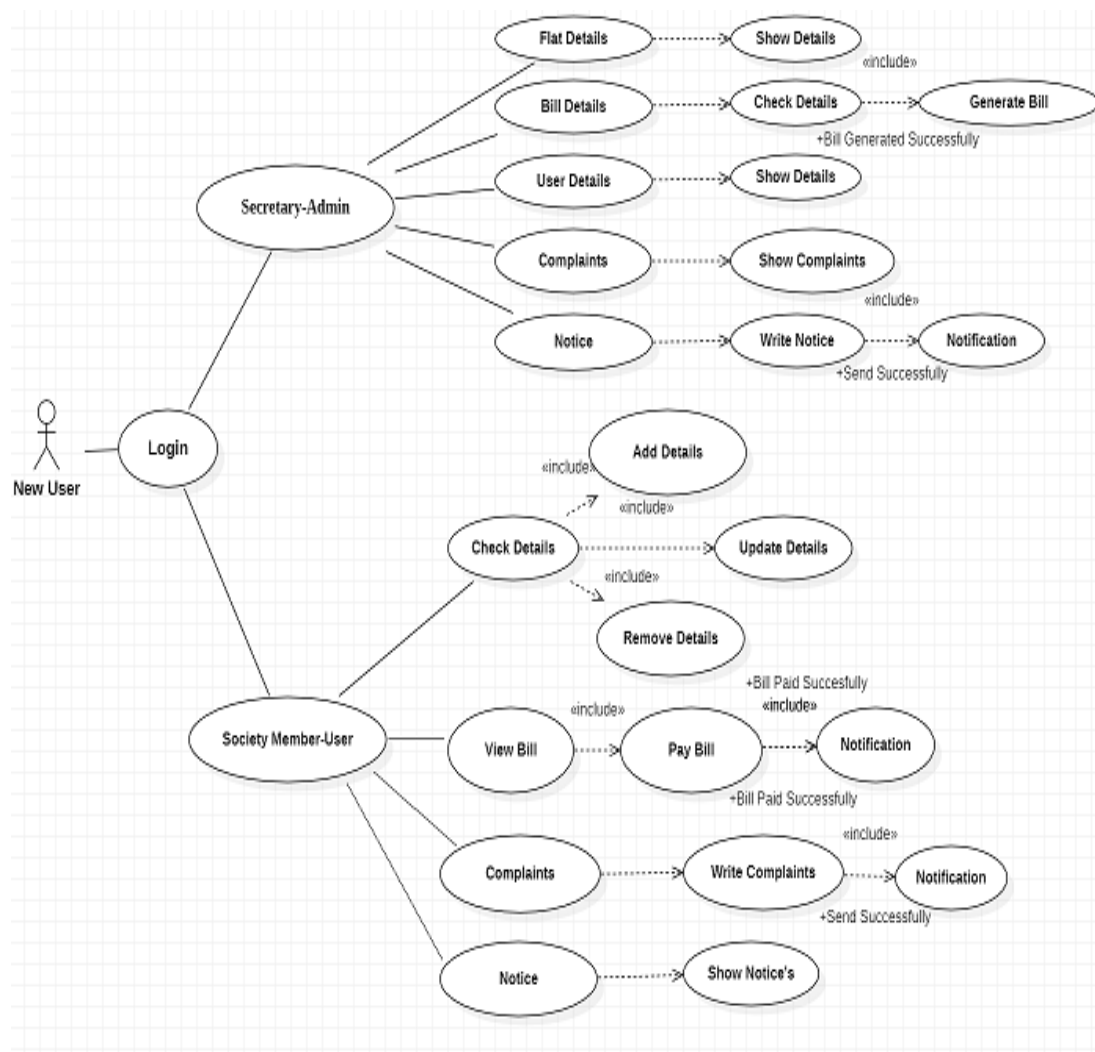 Flat Details
Show Details
«include»
Bill Details
Check Details
Generate Bill
+Bill Generated Successfully
User Details
Show Details
Secretary-Admin
Complaints
Show Complaints
«include»
Notice
Write Notice
Notification
+Send Successfully
New User
Login
Add Details
«include»
«include»
Check Details
Update Details
«include»
Remove Details
+Bill Paid Succesfully
«include»
«include»
Society Member-User
View Bill
Pay Bill
Notification
+Bill Paid Successfully
«include»
Complaints
Write Complaints
Notification
+Send Successfully
Notice
Show Notice's